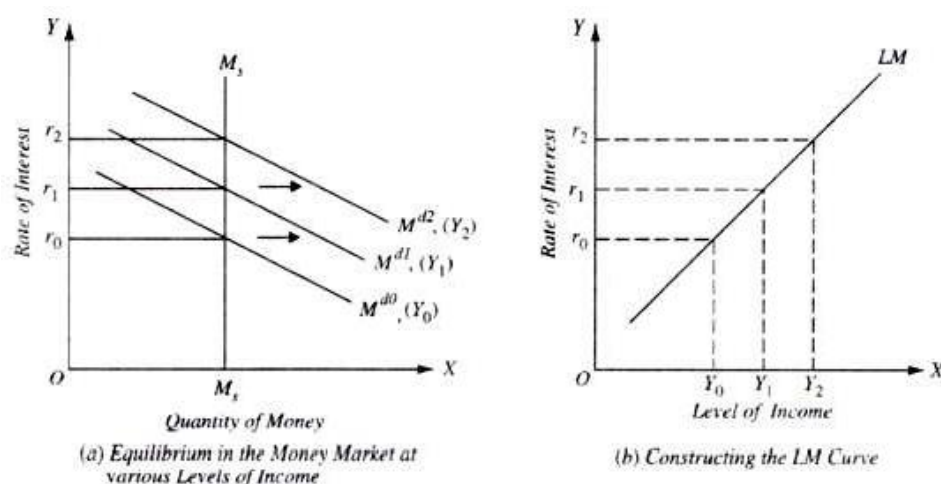 Y
M_s
Rate of Interest
r_2
r_1
r_0
M^{d2}, (Y_2)
M^{d1}, (Y_1)
M^{d0}, (Y_0)
O
M_s
X
Quantity of Money
(a) Equilibrium in the Money Market at
various Levels of Income
Y
LM
Rate of Interest
r_2
r_1
r_0
O
Y_0 Y_1 Y_2
X
Level of Income
(b) Constructing the LM Curve